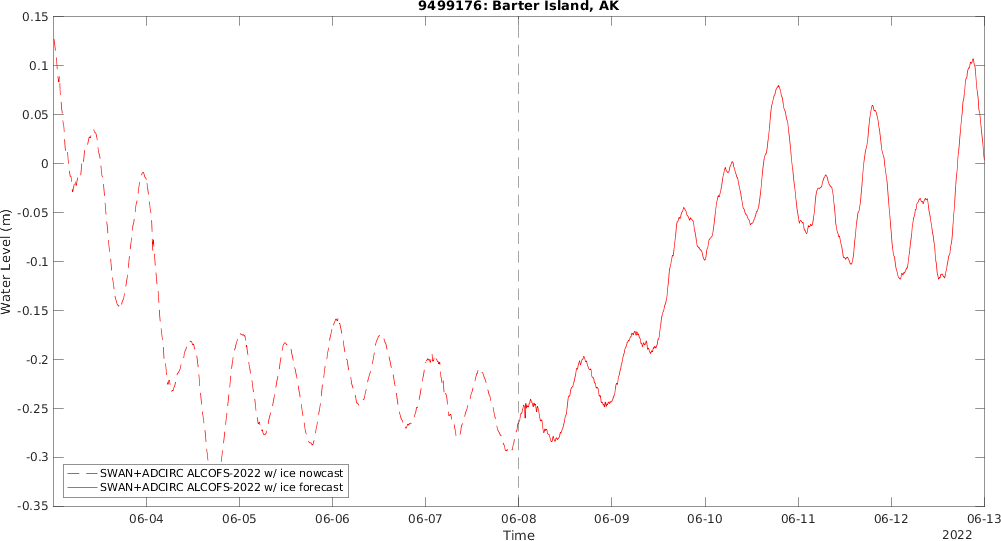 9499176: Barter Island, AK
0.15
0.1
0.05
0
-0.05
-0.1
-0.15
-0.2
-0.25
-0.3
-0.35
Water Level (m)
SWAN+ADCIRC ALCOFS-2022 w/ ice nowcast
SWAN+ADCIRC ALCOFS-2022 w/ ice forecast
06-04 06-05 06-06 06-07 06-08 06-09 06-10 06-11 06-12 06-13
Time
2022